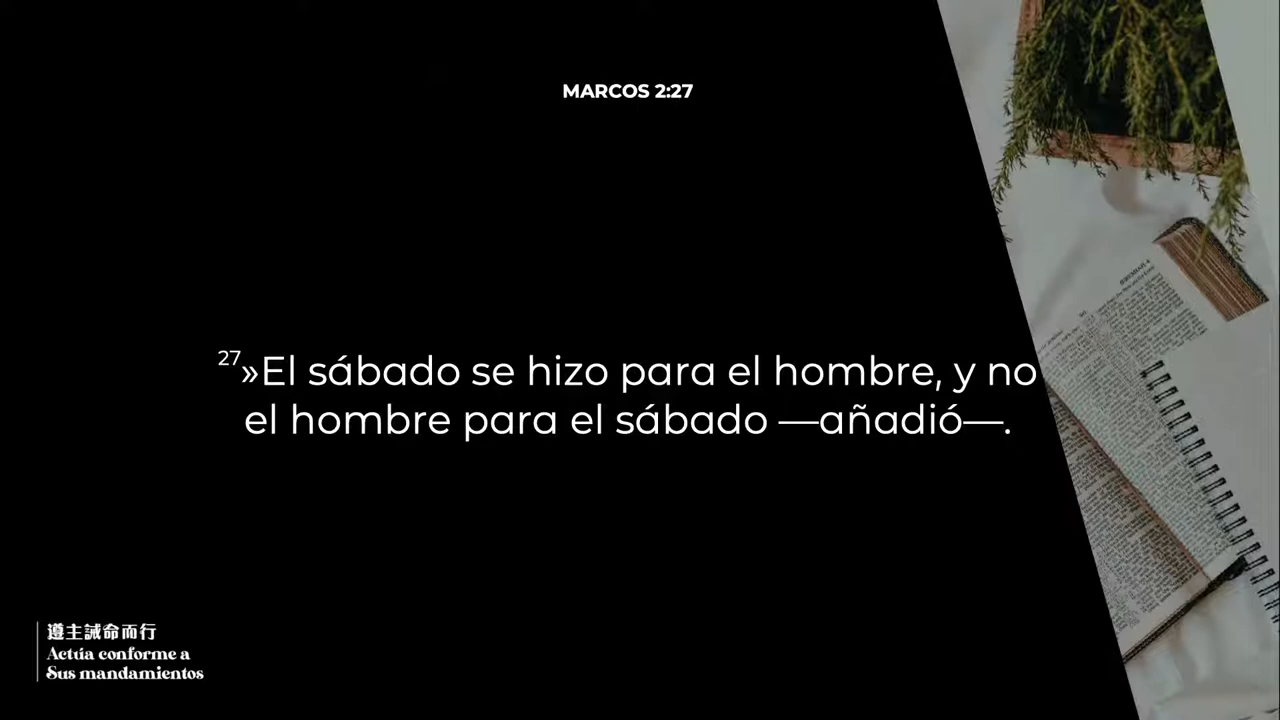 MARCOS 2:27
27»El sábado se hizo para el hombre, y no
el hombre para el sábado —añadió—.
遵主誡命而行
Actúa conforme a
Sus mandamientos